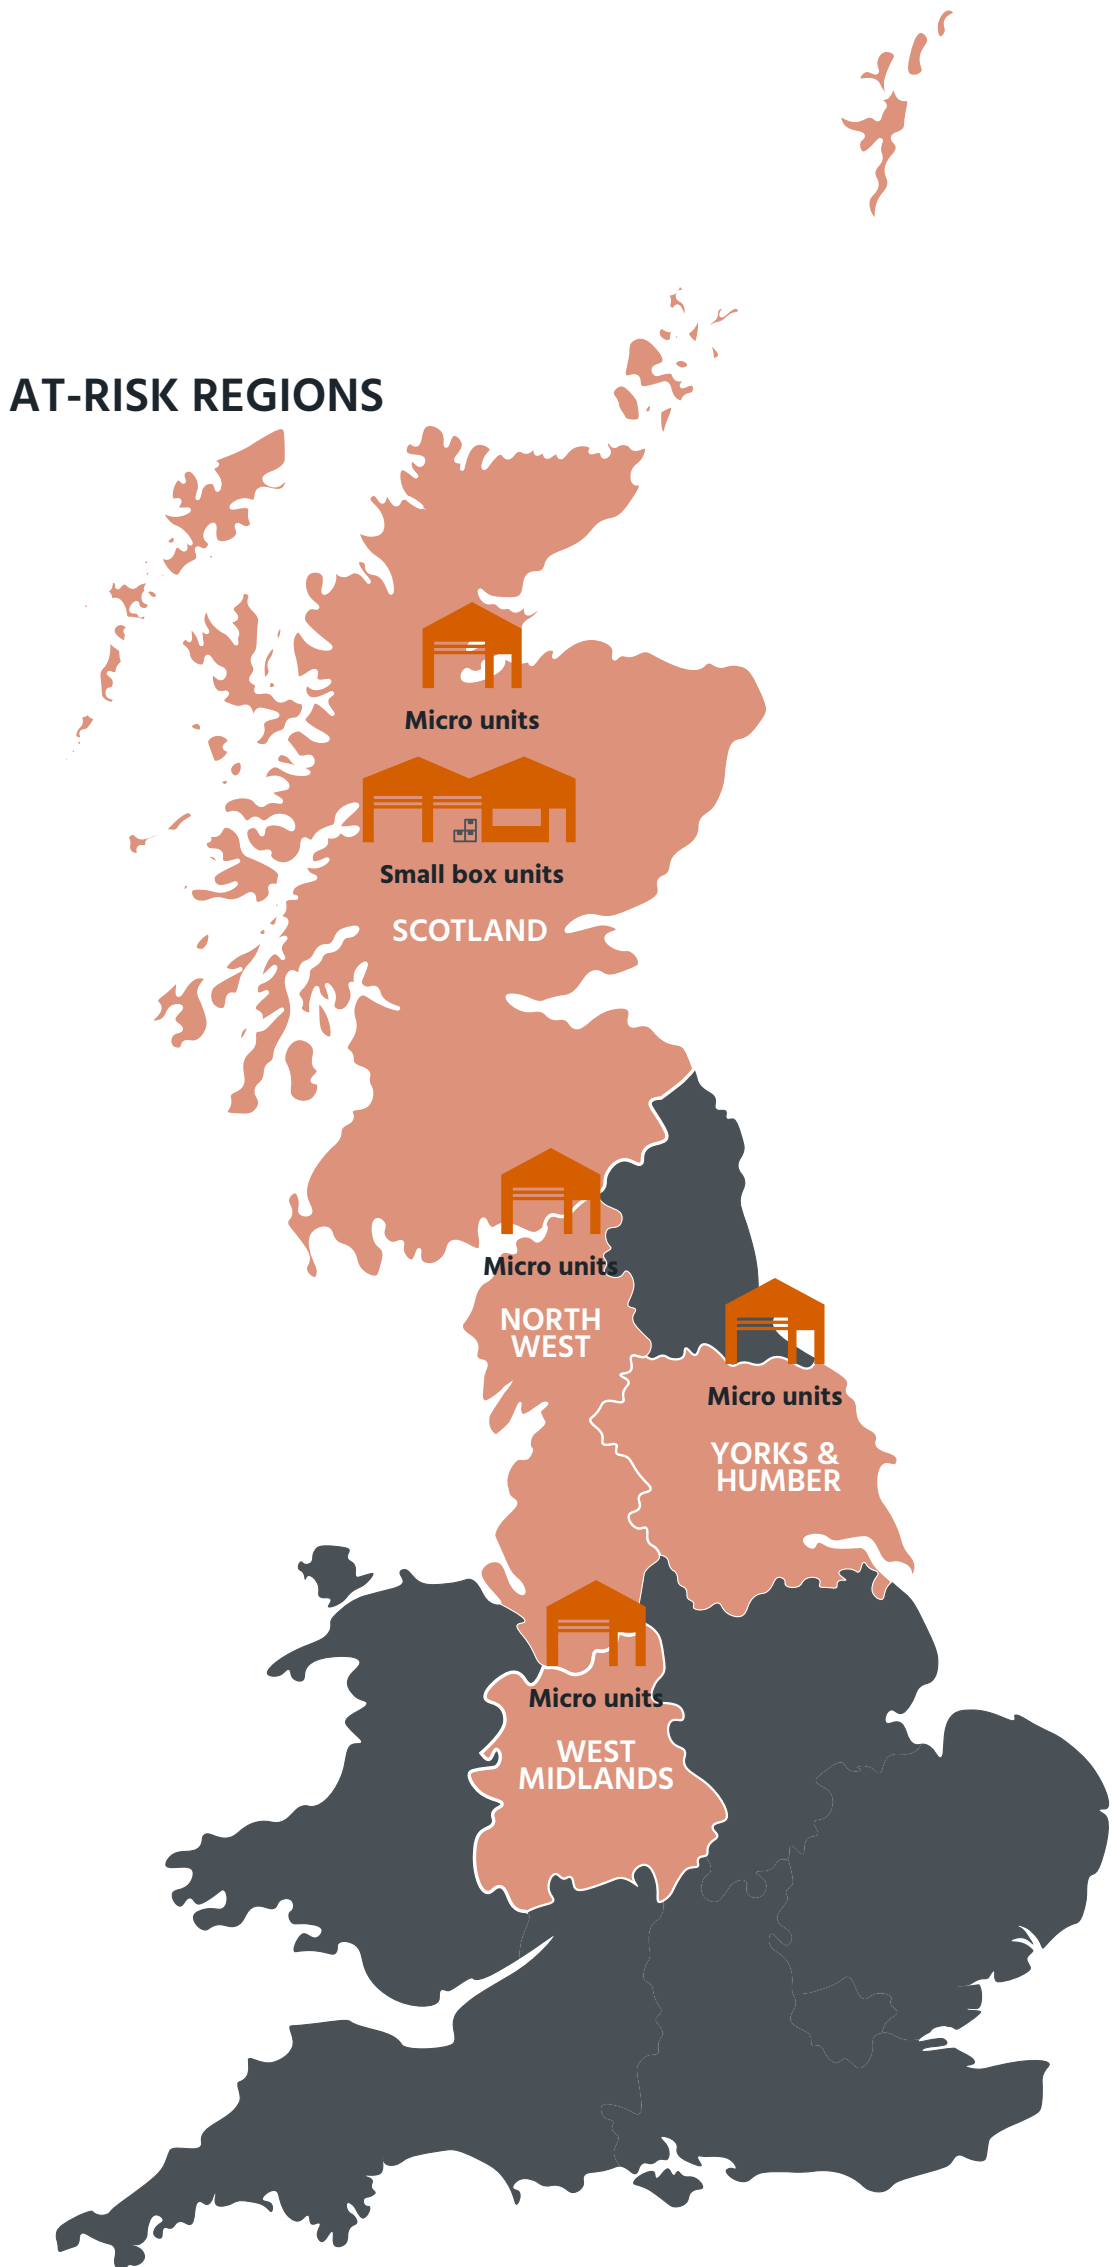 AT-RISK REGIONS
Micro units
Small box units
SCOTLAND
Micro units
NORTH
WEST
Micro units
YORKS &
HUMBER
Micro units
WEST
MIDLANDS